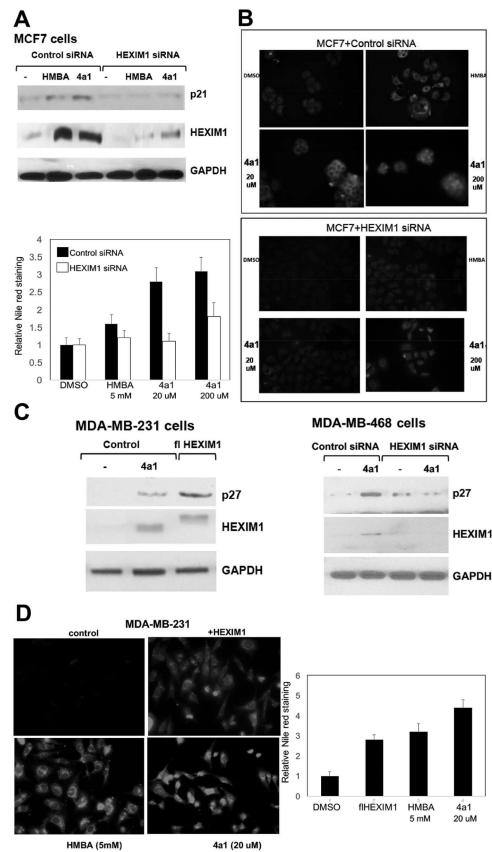 A
MCF7 cells
Control siRNA HEXIM1 siRNA
- HMBA 4a1 - HMBA 4a1
p21
HEXIM1
GAPDH
Relative Nile red staining
4
3.5
3
2.5
2
1.5
1
0.5
0
Control siRNA
HEXIM1 siRNA
DMSO HMBA 4a1 4a1
5 mM 20 uM 200 uM
B
MCF7+Control siRNA
DMSO
HMBA
4a1
20
uM
4a1
200
uM
MCF7+HEXIM1 siRNA
DMSO
HMBA
4a1
20
uM
4a1
200
uM
C
MDA-MB-231 cells
Control fl HEXIM1
- 4a1
p27
HEXIM1
GAPDH
MDA-MB-468 cells
Control siRNA HEXIM1 siRNA
- 4a1 - 4a1
p27
HEXIM1
GAPDH
D
MDA-MB-231
control +HEXIM1
HMBA (5mM) 4a1 (20 uM)
Relative Nile red staining
6
5
4
3
2
1
0
DMSO flHEXIM1 HMBA 4a1
5 mM 20 uM